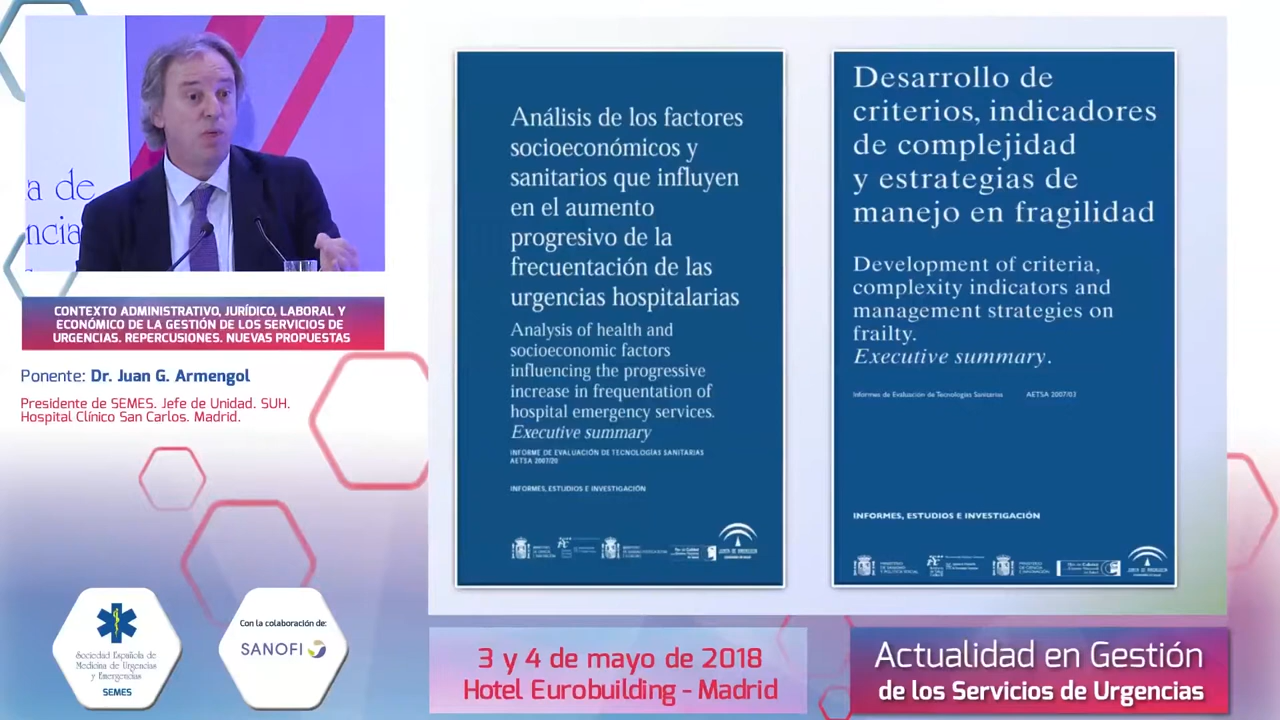 a de
ncia
CONTEXTO ADMINISTRATIVO, JURÍDICO, LABORAL Y
ECONÓMICO DE LA GESTIÓN DE LOS SERVICIOS DE
URGENCIAS. REPERCUSIONES. NUEVAS PROPUESTAS
Ponente: Dr. Juan G. Armengol
Presidente de SEMES. Jefe de Unidad. SUH.
Hospital Clínico San Carlos. Madrid.
Sociedad Española de
Medicina de Urgencias
y Emergencias
SEMES
Con la colaboración de:
SANOFI
Análisis de los factores
socioeconómicos y
sanitarios que influyen
en el aumento
progresivo de la
frecuentación de las
urgencias hospitalarias
Analysis of health and
socioeconomic factors
influencing the progressive
increase in frequentation of
hospital emergency services.
Executive summary
INFORME DE EVALUACIÓN DE TECNOLOGÍAS SANITARIAS
AETSA 2007/20
INFORMES, ESTUDIOS E INVESTIGACIÓN
Desarrollo de
criterios, indicadores
de complejidad
y estrategias de
manejo en fragilidad
Development of criteria,
complexity indicators and
management strategies on
frailty.
Executive summary.
Informes de Evaluación de Tecnologías Sanitarias AETSA 2007/03
INFORMES, ESTUDIOS E INVESTIGACIÓN
3 y 4 de mayo de 2018
Hotel Eurobuilding - Madrid
Actualidad en Gestión
de los Servicios de Urgencias